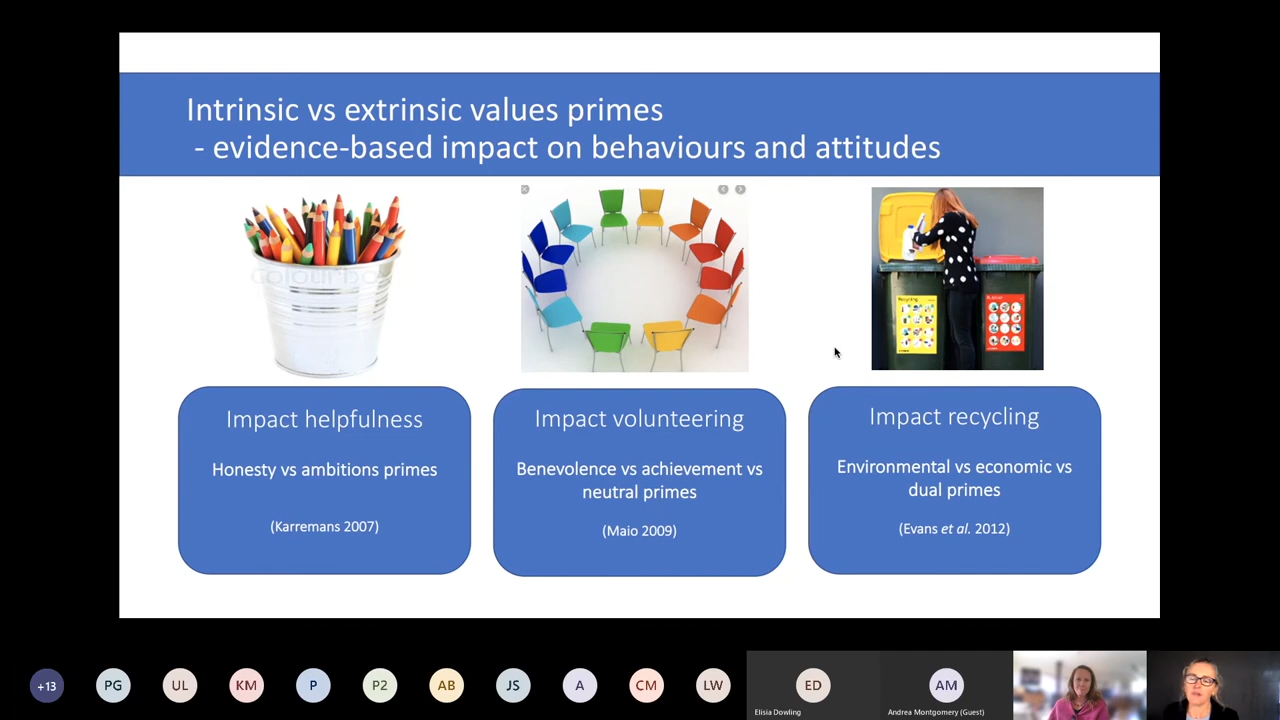 Intrinsic vs extrinsic values primes
- evidence-based impact on behaviours and attitudes
colourbo
Recycling
Impact helpfulness
Honesty vs ambitions primes
(Karremans 2007)
Impact volunteering
Benevolence vs achievement vs
neutral primes
(Maio 2009)
Impact recycling
Environmental vs economic vs
dual primes
(Evans et al. 2012)
+13
PG
UL
KM
P
P2
AB
JS
A
CM
LW
ED
Elisia Dowling
AM
Andrea Montgomery (Guest)